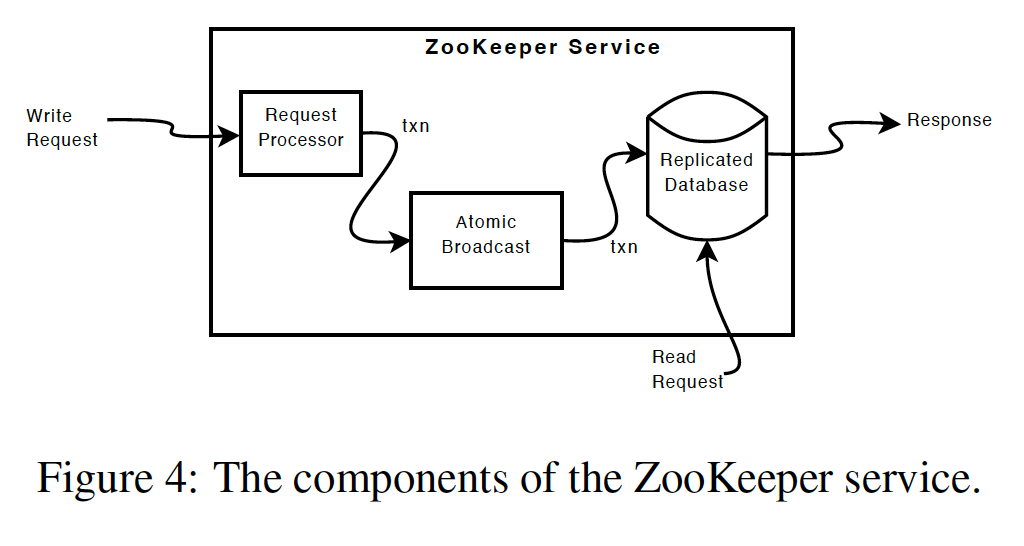 ZooKeeper Service
Write
Request
Request
Processor
txn
Atomic
Broadcast
txn
Replicated
Database
Response
Read
Request
Figure 4: The components of the ZooKeeper service.